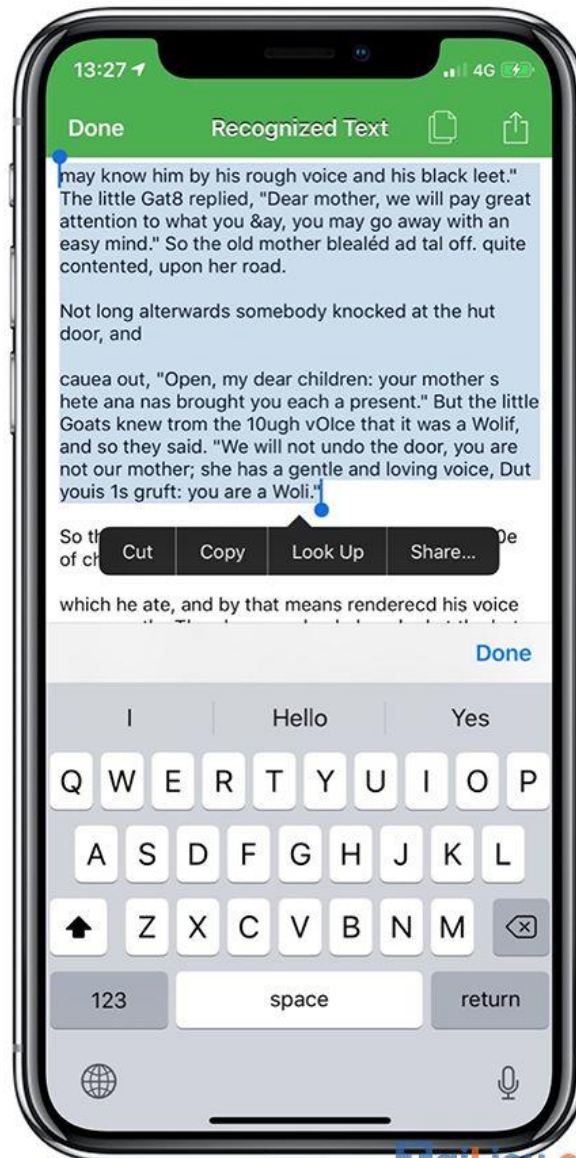 13:27
4G
Done
Recognized Text
may know him by his rough voice and his black leet."
The little Gat8 replied, "Dear mother, we will pay great
attention to what you &ay, you may go away with an
easy mind." So the old mother blealéd ad tal off. quite
contented, upon her road.
Not long alterwards somebody knocked at the hut
door, and
cauea out, "Open, my dear children: your mother s
hete ana nas brought you each a present." But the little
Goats knew trom the 10ugh vOlce that it was a Wolif,
and so they said. "We will not undo the door, you are
not our mother; she has a gentle and loving voice, Dut
youis 1s gruft: you are a Woli."
So
Cut
Copy
Look Up
Share...
of
which he ate, and by that means renderecd his voice
Done
I
Hello
Yes
Q W E R T Y U I O P
A S D F G H J K L
Z X C V B N M
123
space
return